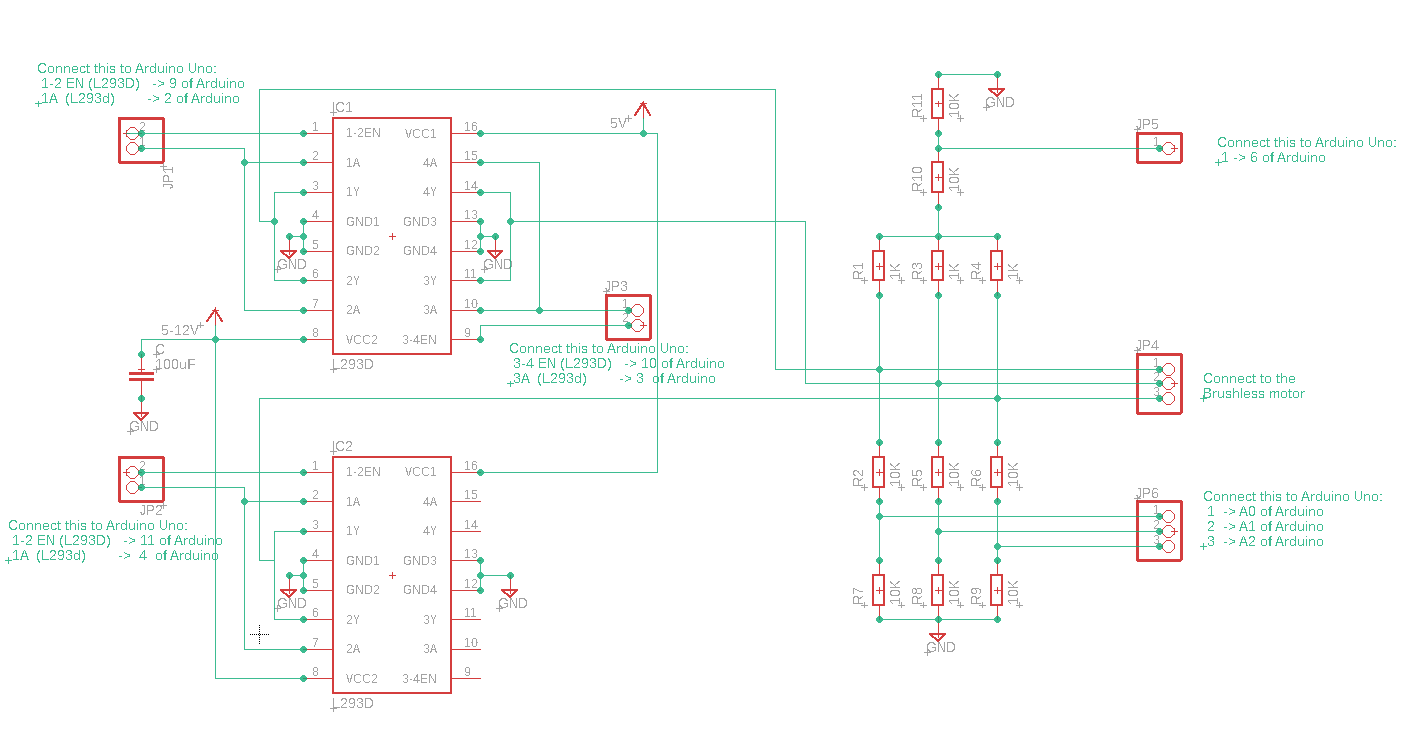 Connect this to Arduino Uno:
1-2 EN (L293D) -> 9 of Arduino
1A (L293d) -> 2 of Arduino
2
1
JP1
C1
1 1-2EN VCC1 16
2 1A 4A 15
3 1Y 4Y 14
4 GND1 GND3 13
5 GND2 GND4 12
6 2Y 3Y 11
7 2A 3A 10
8 VCC2 3-4EN 9
L293D
GND
GND
5V
5-12V
C
100uF
GND
JP3
1
2
Connect this to Arduino Uno:
3-4 EN (L293D) -> 10 of Arduino
3A (L293d) -> 3 of Arduino
2
1
JP2
Connect this to Arduino Uno:
1-2 EN (L293D) -> 11 of Arduino
1A (L293d) -> 4 of Arduino
C2
1 1-2EN VCC1 16
2 1A 4A 15
3 1Y 4Y 14
4 GND1 GND3 13
5 GND2 GND4 12
6 2Y 3Y 11
7 2A 3A 10
8 VCC2 3-4EN 9
L293D
GND
GND
R11 10K
GND
R10 10K
R1 1K
R3 1K
R4 1K
R2 10K
R5 10K
R6 10K
R7 10K
R8 10K
R9 10K
GND
JP5
1
Connect this to Arduino Uno:
1 -> 6 of Arduino
JP4
1
2
3
Connect to the
Brushless motor
JP6
1
2
3
Connect this to Arduino Uno:
1 -> A0 of Arduino
2 -> A1 of Arduino
3 -> A2 of Arduino